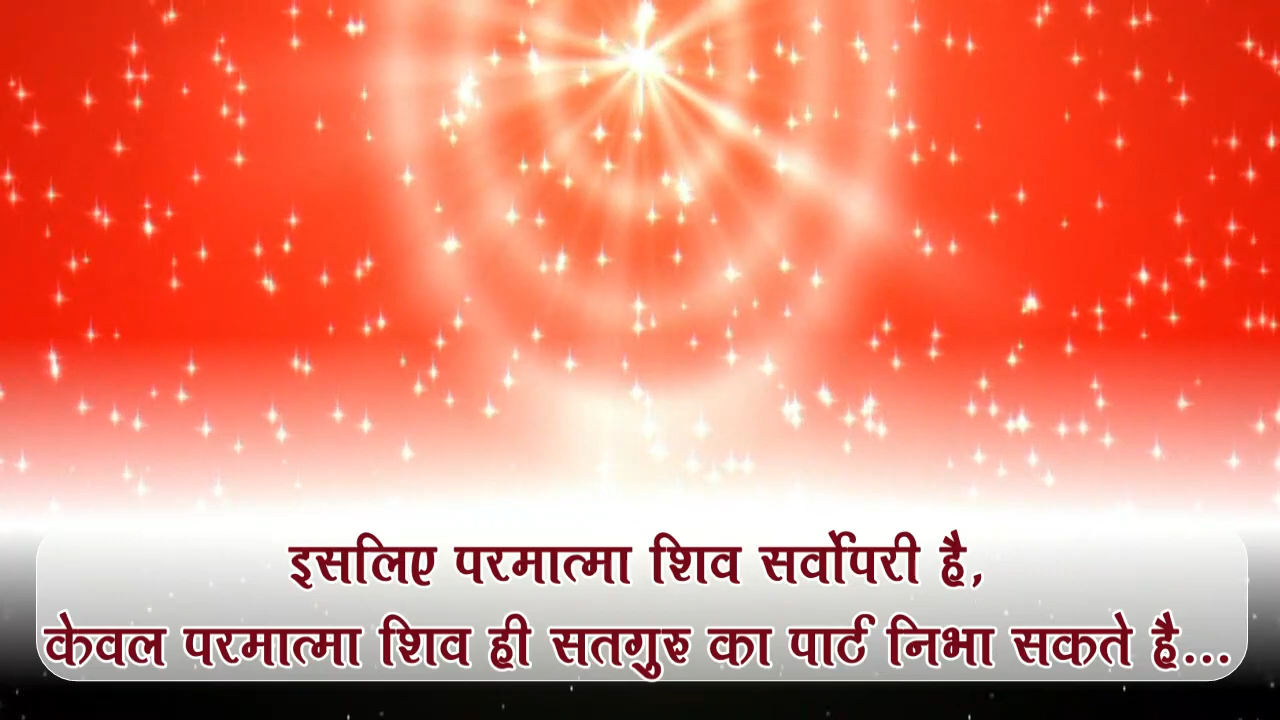 इसलिए परमात्मा शिव सर्वोपरी है,
केवल परमात्मा शिव ही सतगुरु का पार्ट निभा सकते है...